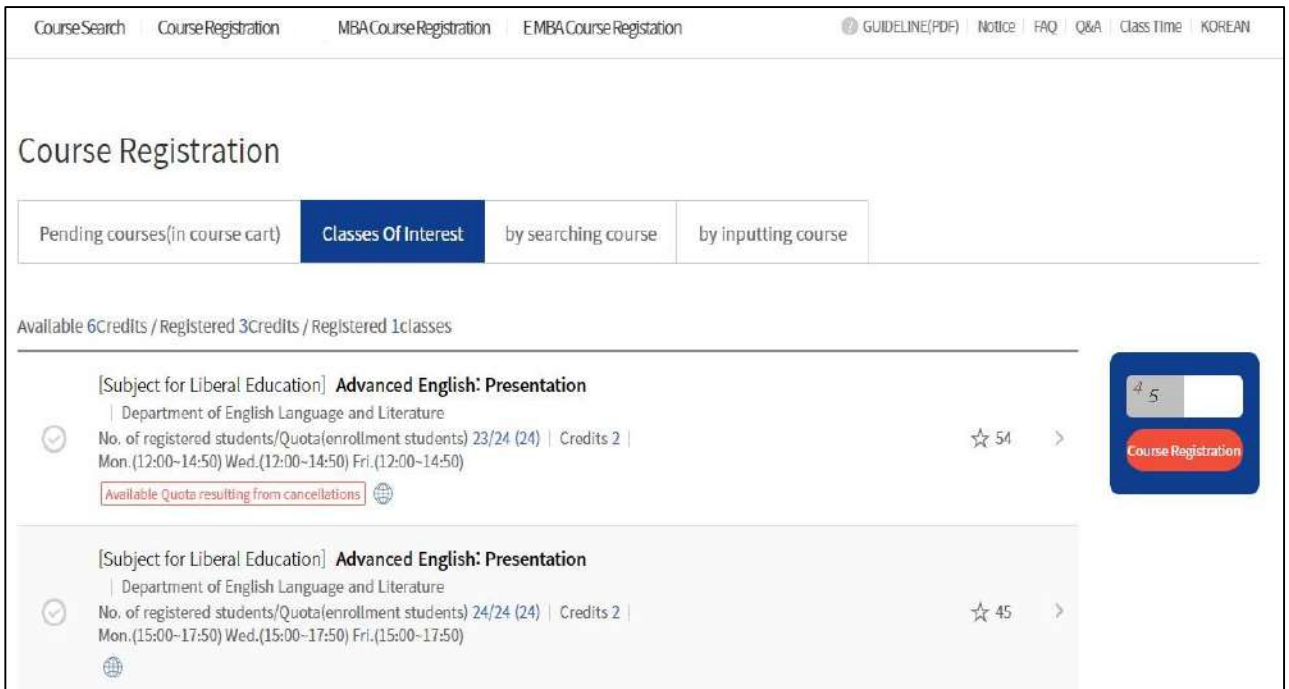 Course Search Course Registration MBA Course Registration EMBA Course Registation ? GUIDELINE(PDF) Notice FAQ Q&A Class Time KOREAN
Course Registration
Pending courses(in course cart) Classes Of Interest by searching course by inputting course
Available 6Credits / Registered 3Credits / Registered 1classes
[Subject for Liberal Education] Advanced English: Presentation
| Department of English Language and Literature
No. of registered students/Quota(enrollment students) 23/24 (24) | Credits 2 |
Mon.(12:00~14:50) Wed.(12:00~14:50) Fri.(12:00~14:50)
Available Quota resulting from cancellations
☆ 54 >
4 5
Course Registration
[Subject for Liberal Education] Advanced English: Presentation
| Department of English Language and Literature
No. of registered students/Quota(enrollment students) 24/24 (24) | Credits 2 |
Mon.(15:00~17:50) Wed.(15:00~17:50) Fri.(15:00~17:50)
☆ 45 >